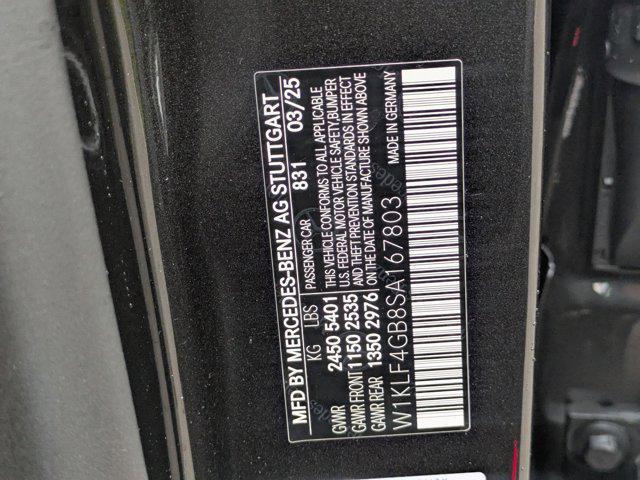 MFD BY MERCEDES-BENZ AG STUTTGART
PASSENGER CAR 831 03/25
KG LBS
GVWR 2450 5401
GAWR FRONT 1150 2535
GAWR REAR 1350 2976
THIS VEHICLE CONFORMS TO ALL APPLICABLE
U.S. FEDERAL MOTOR VEHICLE SAFETY, BUMPER
AND THEFT PREVENTION STANDARDS IN EFFECT
ON THE DATE OF MANUFACTURE SHOWN ABOVE
MADE IN GERMANY
W1KLF4GB8SA167803